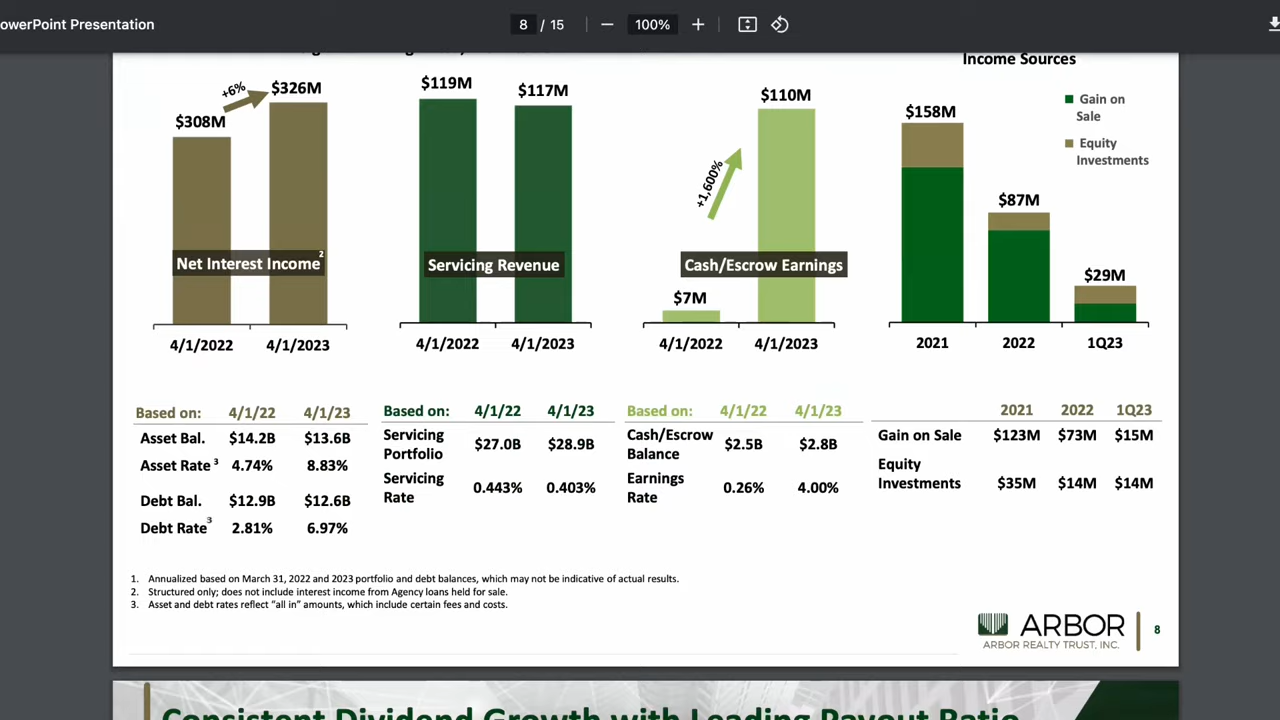 owerPoint Presentation
8 / 15
100%
Income Sources
+6%
$308M
$326M
Net Interest Income 2
4/1/2022
4/1/2023
$119M
$117M
Servicing Revenue
4/1/2022
4/1/2023
+1,600%
$7M
$110M
Cash/Escrow Earnings
4/1/2022
4/1/2023
Gain on
Sale
Equity
Investments
$158M
$87M
$29M
2021
2022
1Q23
Based on: 4/1/22 4/1/23
Asset Bal. $14.2B $13.6B
Asset Rate 3 4.74% 8.83%
Debt Bal. $12.9B $12.6B
Debt Rate 3 2.81% 6.97%
Based on: 4/1/22 4/1/23
Servicing
Portfolio $27.0B $28.9B
Servicing
Rate 0.443% 0.403%
Based on: 4/1/22 4/1/23
Cash/Escrow
Balance $2.5B $2.8B
Earnings
Rate 0.26% 4.00%
2021 2022 1Q23
Gain on Sale $123M $73M $15M
Equity
Investments $35M $14M $14M
1. Annualized based on March 31, 2022 and 2023 portfolio and debt balances, which may not be indicative of actual results.
2. Structured only; does not include interest income from Agency loans held for sale.
3. Asset and debt rates reflect “all in” amounts, which include certain fees and costs.
ARBOR
ARBOR REALTY TRUST, INC.
8
Consistent Dividend Growth with Leading Payout Ratio